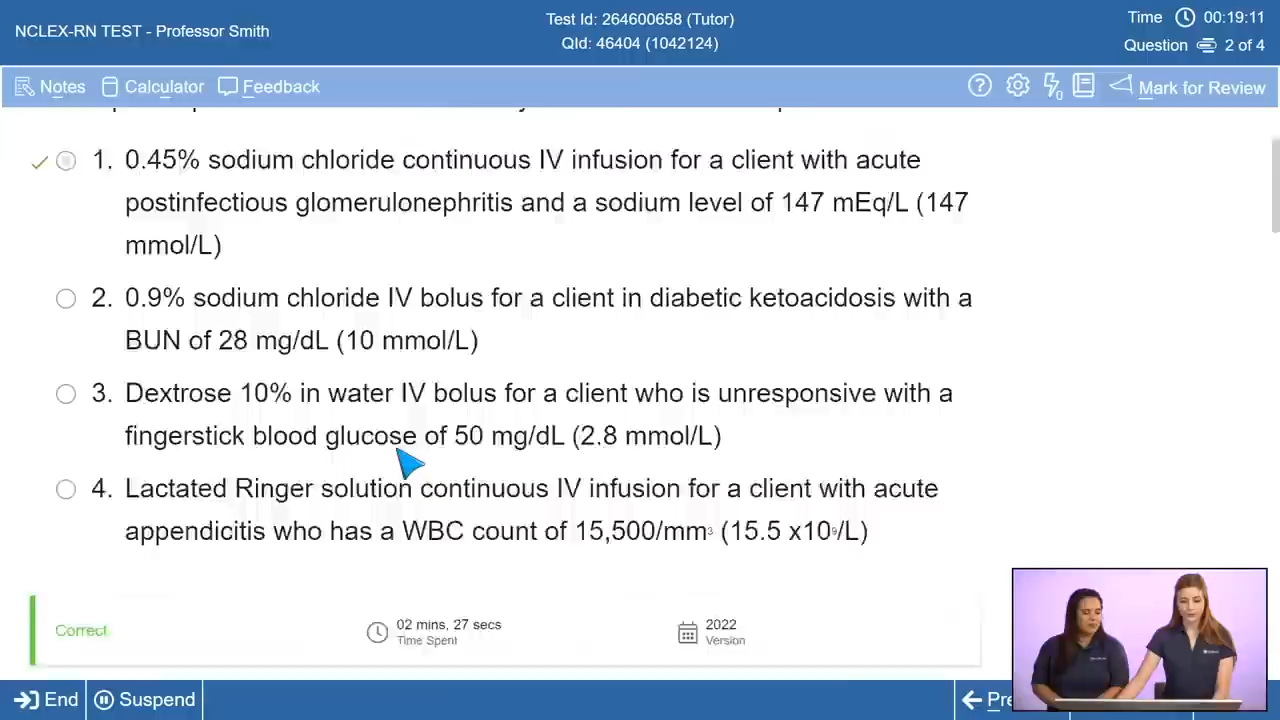 NCLEX-RN TEST - Professor Smith
Test Id: 264600658 (Tutor)
QId: 46404 (1042124)
Time 00:19:11
Question 2 of 4
Notes Calculator Feedback
0 Mark for Review
1. 0.45% sodium chloride continuous IV infusion for a client with acute
postinfectious glomerulonephritis and a sodium level of 147 mEq/L (147
mmol/L)
2. 0.9% sodium chloride IV bolus for a client in diabetic ketoacidosis with a
BUN of 28 mg/dL (10 mmol/L)
3. Dextrose 10% in water IV bolus for a client who is unresponsive with a
fingerstick blood glucose of 50 mg/dL (2.8 mmol/L)
4. Lactated Ringer solution continuous IV infusion for a client with acute
appendicitis who has a WBC count of 15,500/mm³ (15.5 x10⁹/L)
Correct
02 mins, 27 secs
Time Spent
2022
Version
End Suspend
Pre